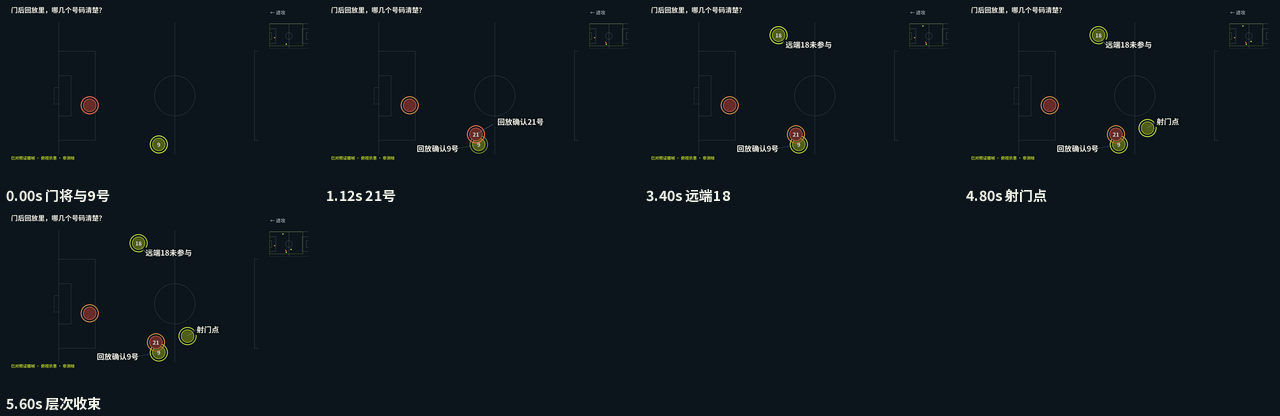 门后回放里，哪几个号码清楚？
← 进攻
9
0.00s 门将与9号
门后回放里，哪几个号码清楚？
← 进攻
回放确认21号
21
9
回放确认9号
1.12s 21号
门后回放里，哪几个号码清楚？
← 进攻
18
远端18未参与
21
9
回放确认9号
3.40s 远端18
门后回放里，哪几个号码清楚？
← 进攻
18
远端18未参与
射门点
21
9
回放确认9号
4.80s 射门点
门后回放里，哪几个号码清楚？
← 进攻
18
远端18未参与
射门点
21
9
回放确认9号
5.60s 层次收束